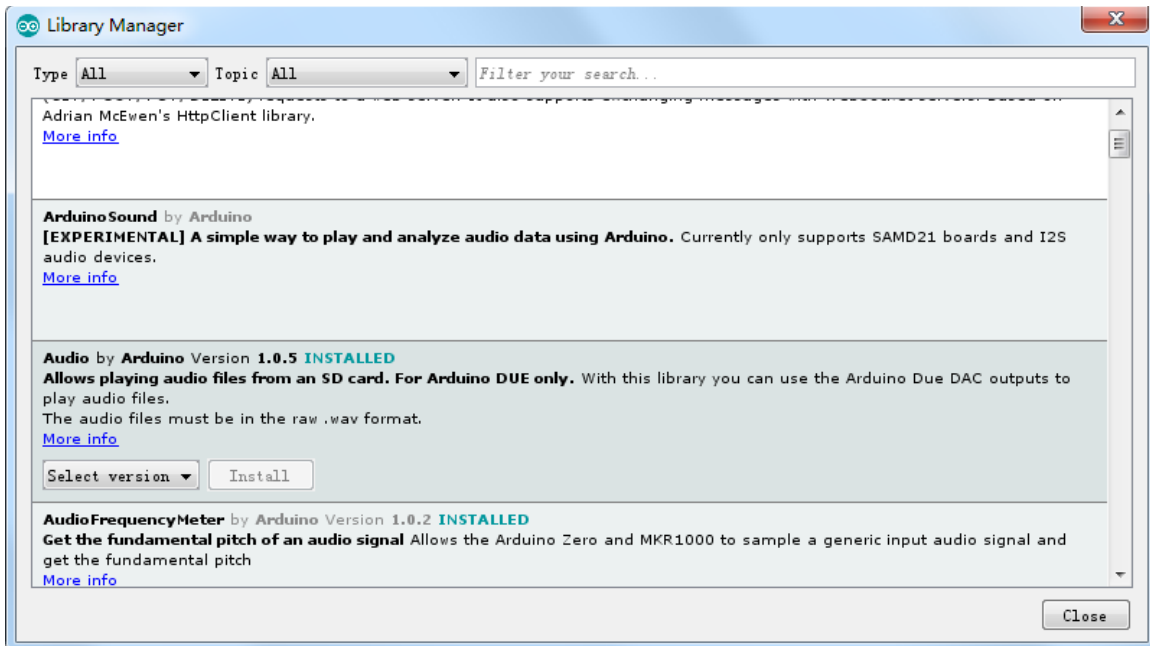 Library Manager
Type All Topic All Filter your search...
Adrian McEwen's HttpClient library.
More info
ArduinoSound by Arduino
[EXPERIMENTAL] A simple way to play and analyze audio data using Arduino. Currently only supports SAMD21 boards and I2S
audio devices.
More info
Audio by Arduino Version 1.0.5 INSTALLED
Allows playing audio files from an SD card. For Arduino DUE only. With this library you can use the Arduino Due DAC outputs to
play audio files.
The audio files must be in the raw .wav format.
More info
Select version Install
AudioFrequencyMeter by Arduino Version 1.0.2 INSTALLED
Get the fundamental pitch of an audio signal Allows the Arduino Zero and MKR1000 to sample a generic input audio signal and
get the fundamental pitch
More info
Close